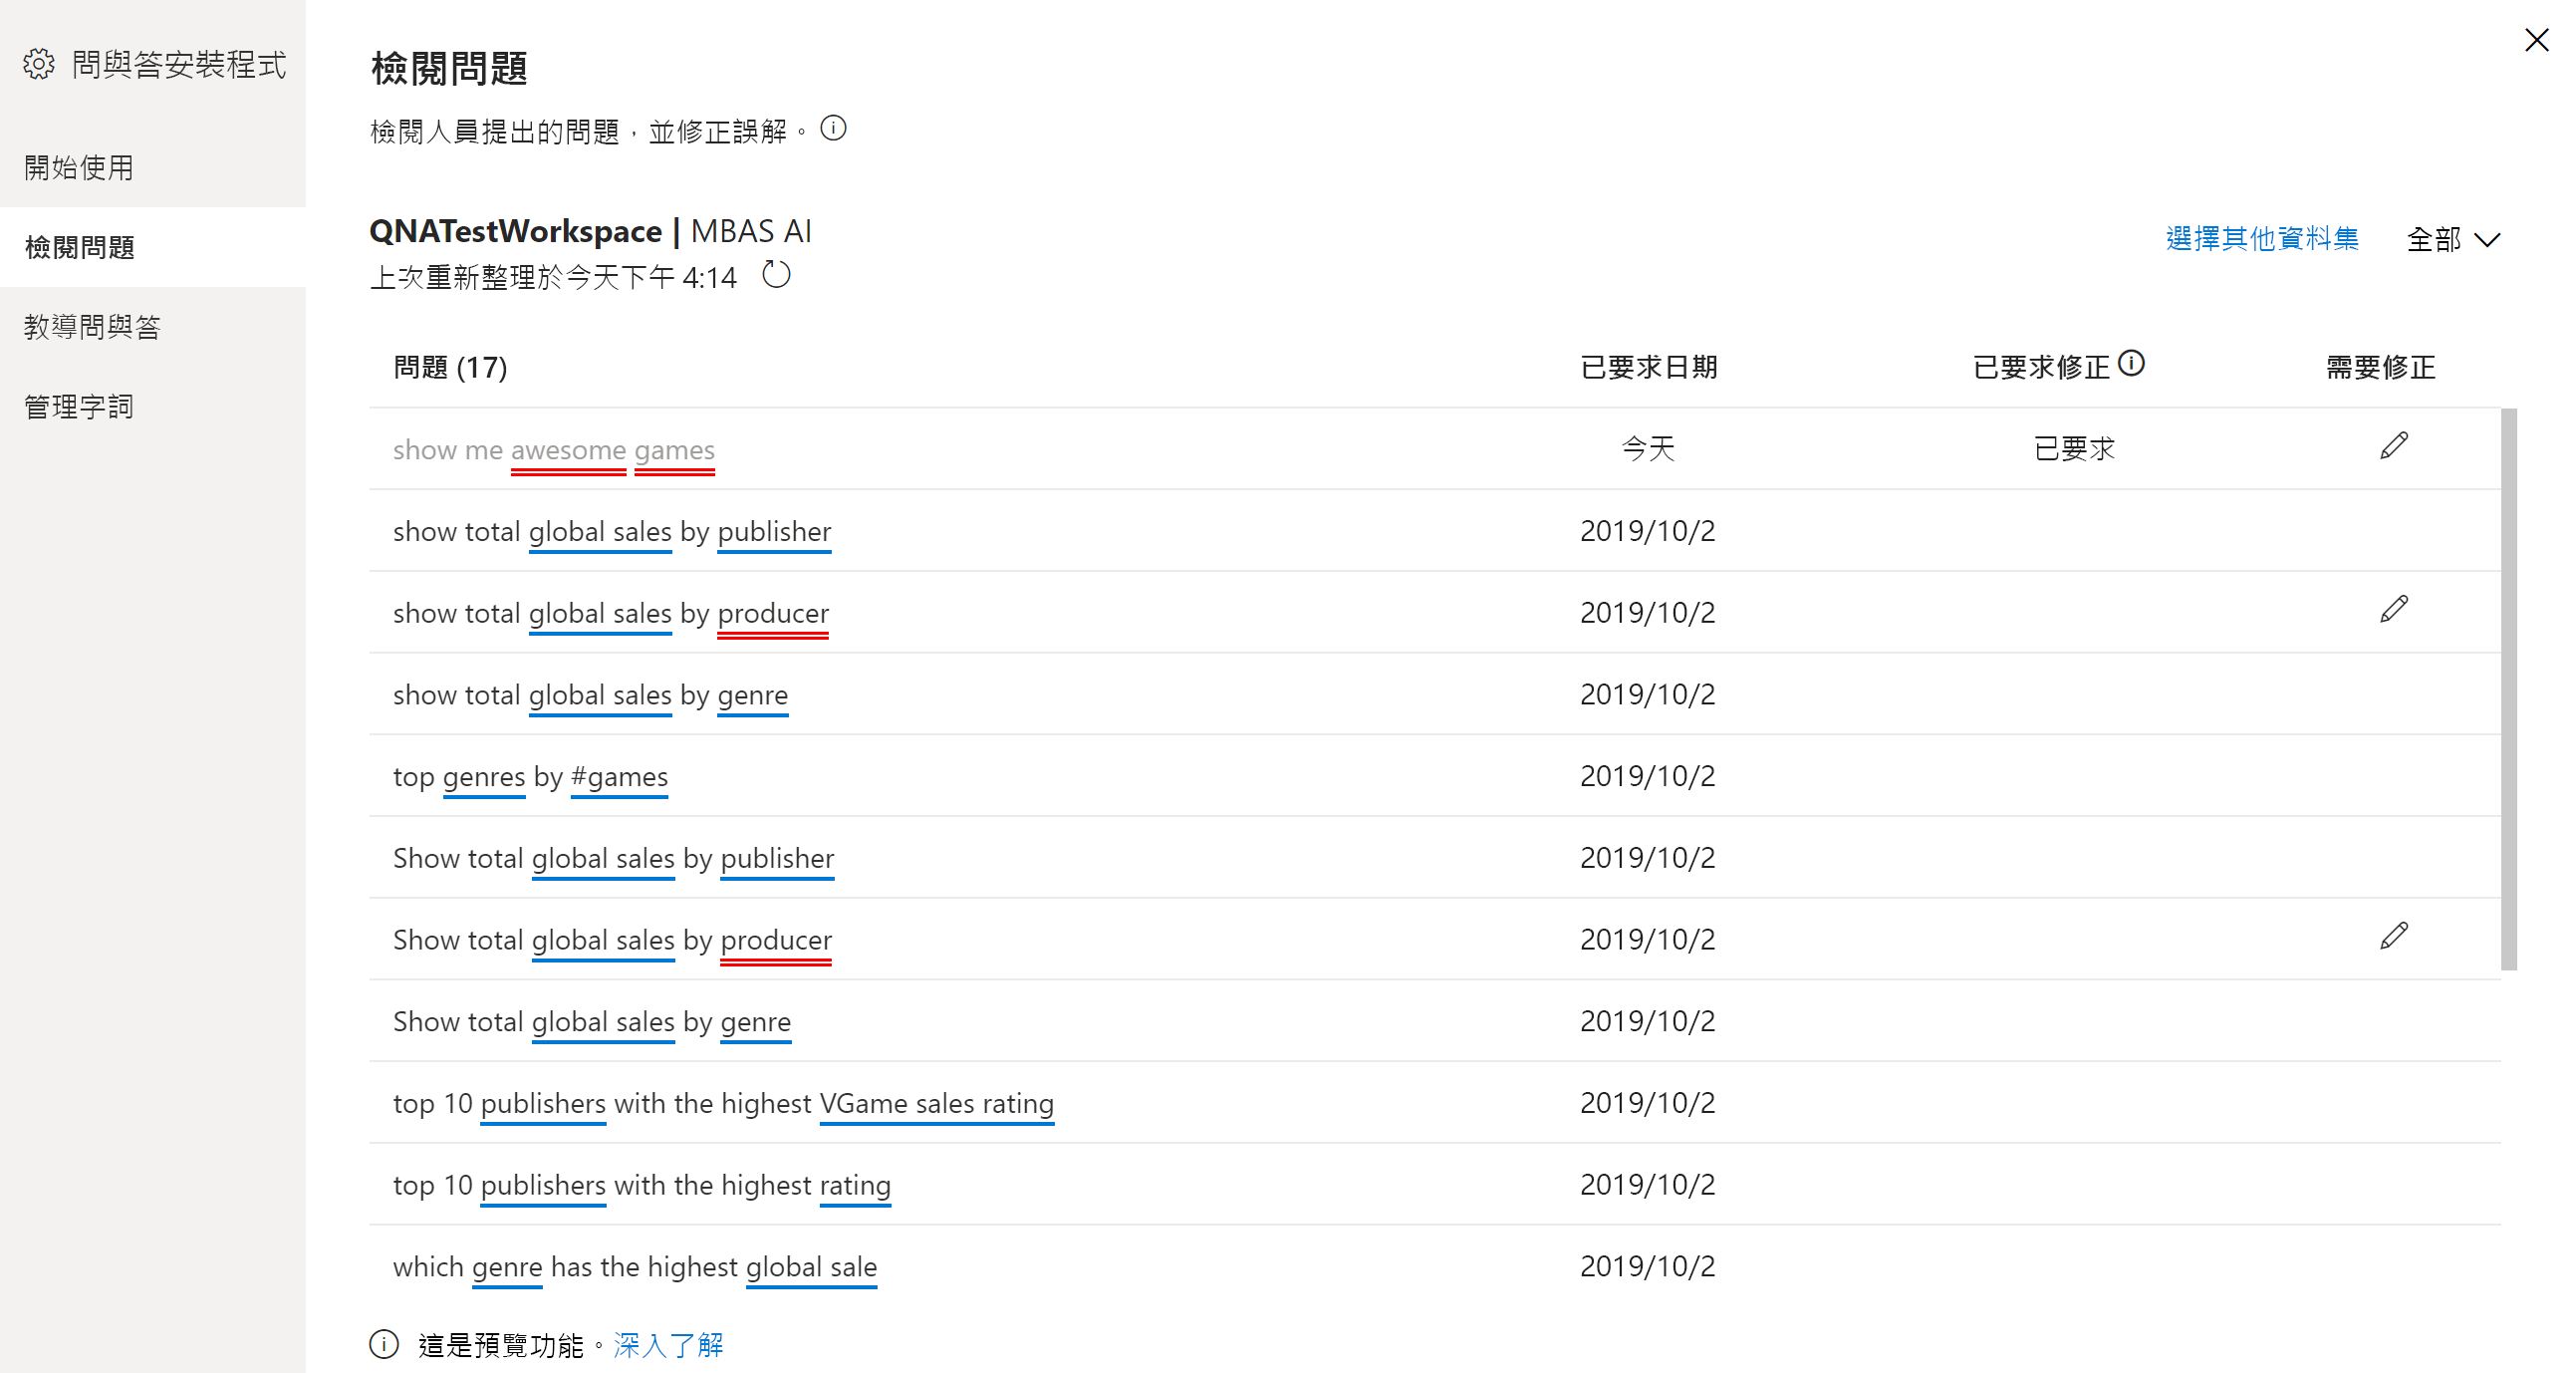 問與答安裝程式
開始使用
檢閱問題
教導問與答
管理字詞
檢閱問題
檢閱人員提出的問題，並修正誤解。
QNATestWorkspace | MBAS AI
上次重新整理於今天下午 4:14
選擇其他資料集 全部
問題 (17) 已要求日期 已要求修正 需要修正
show me awesome games 今天 已要求
show total global sales by publisher 2019/10/2
show total global sales by producer 2019/10/2
show total global sales by genre 2019/10/2
top genres by #games 2019/10/2
Show total global sales by publisher 2019/10/2
Show total global sales by producer 2019/10/2
Show total global sales by genre 2019/10/2
top 10 publishers with the highest VGame sales rating 2019/10/2
top 10 publishers with the highest rating 2019/10/2
which genre has the highest global sale 2019/10/2
這是預覽功能。深入了解